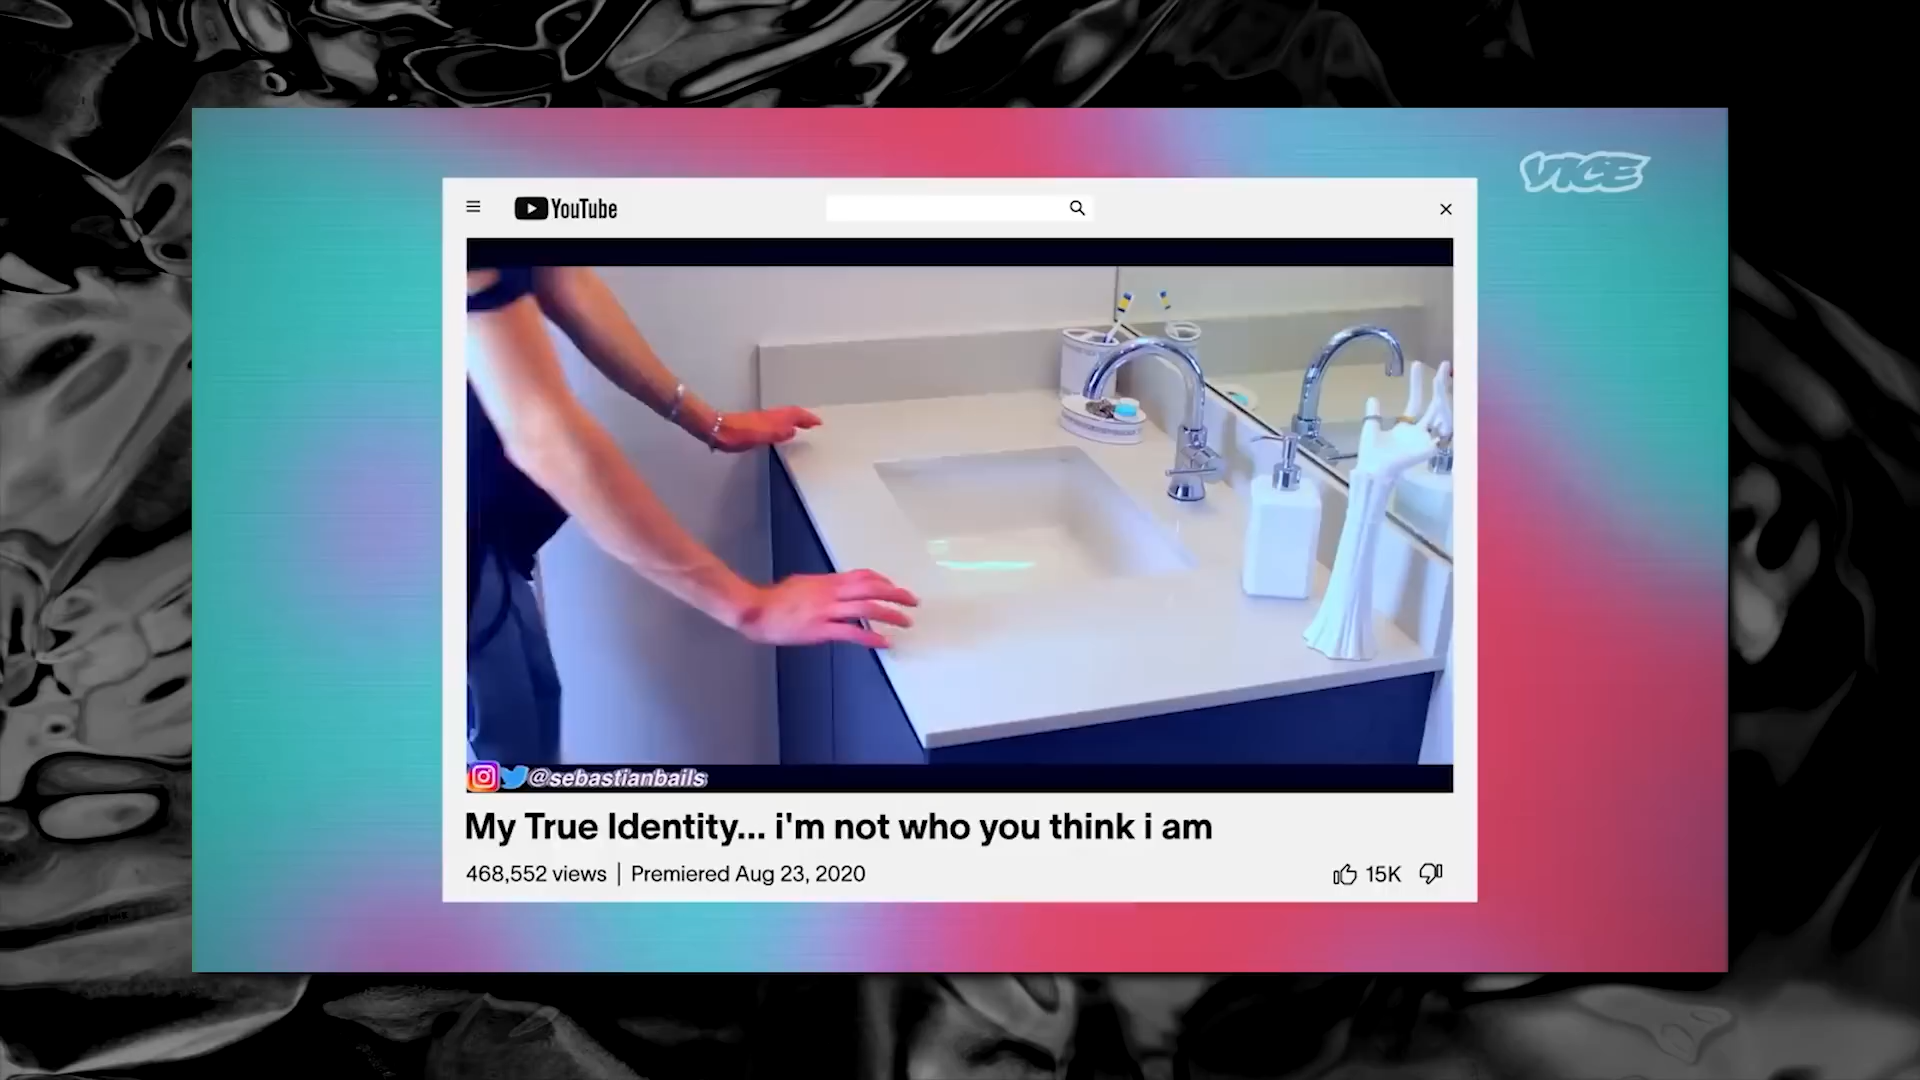 VICE
YouTube
@sebastianbails
My True Identity... i'm not who you think i am
468,552 views | Premiered Aug 23, 2020
15K